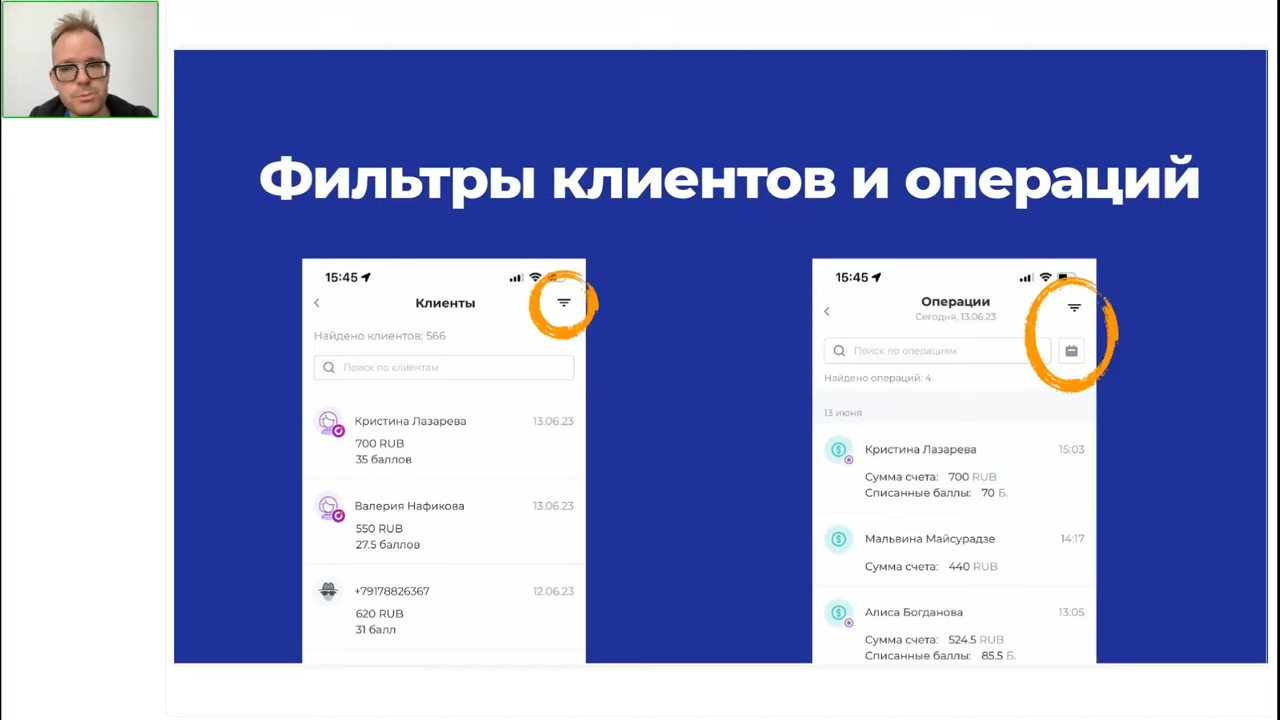 Фильтры клиентов и операций
15:45
Клиенты
Найдено клиентов: 566
Поиск по клиентам
Кристина Лазарева 13.06.23
700 RUB
35 баллов
Валерия Нафикова 13.06.23
550 RUB
27.5 баллов
+79178826367 12.06.23
620 RUB
31 балл
15:45
Операции
Сегодня, 13.06.23
Поиск по операциям
Найдено операций: 4
13 июня
Кристина Лазарева 15:03
Сумма счета: 700 RUB
Списанные баллы: 70 Б.
Мальвина Майсурадзе 14:17
Сумма счета: 440 RUB
Алиса Богданова 13:05
Сумма счета: 524.5 RUB
Списанные баллы: 85.5 Б.